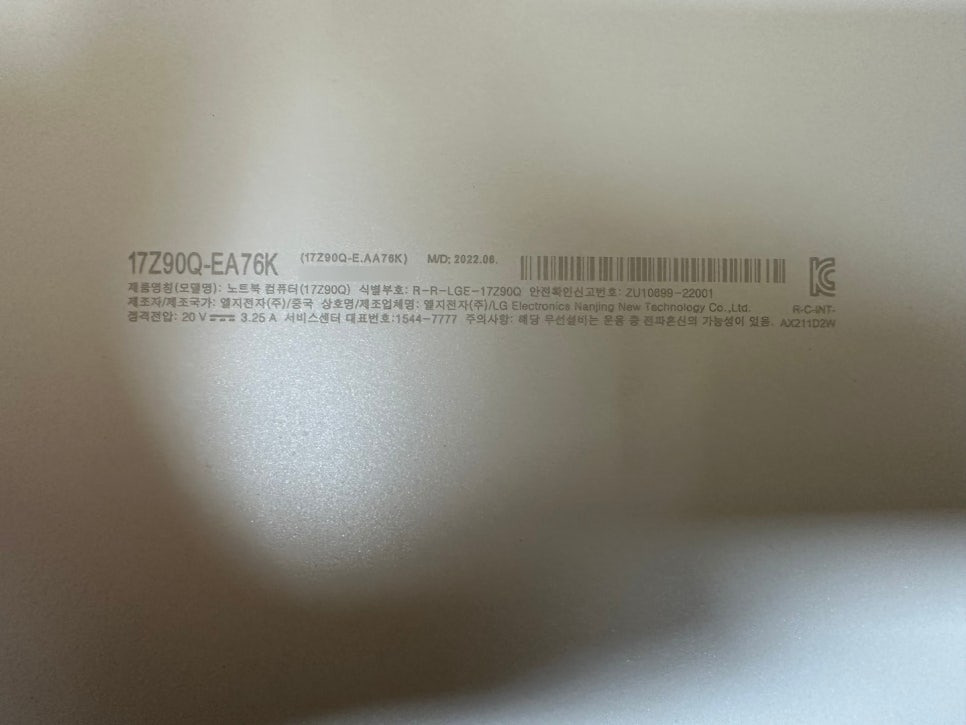 17Z90Q-EA76K (17Z90Q-E.AA76K) M/D; 2022.06.
제품명칭(모델명): 노트북 컴퓨터(17Z90Q) 식별부호: R-R-LGE-17Z90Q 안전확인신고번호: ZU10899-22001
제조자/제조국가: 엘지전자(주)/중국 상호명/제조업체명: 엘지전자(주)/LG Electronics Nanjing New Technology Co.,Ltd.
정격전압: 20 V 3.25 A 서비스센터 대표번호:1544-7777 주의사항: 해당 무선설비는 운용 중 전파혼신의 가능성이 있음.
R-C-INT-
AX211D2W